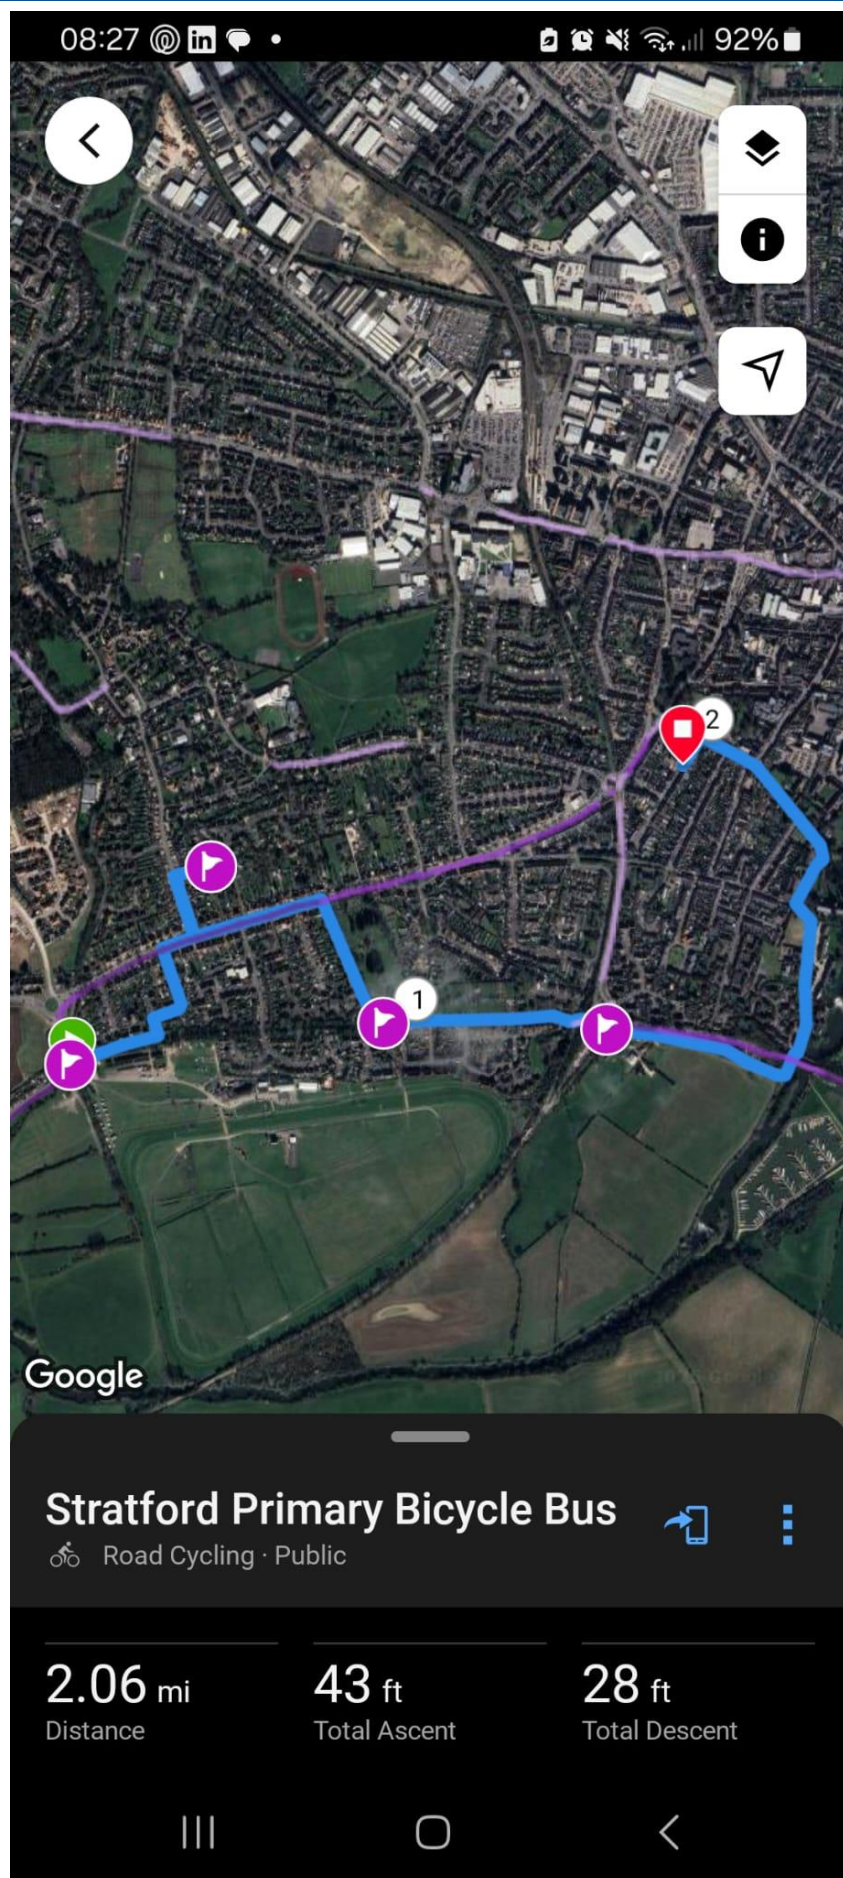 08:27
92%
2
1
Google
Stratford Primary Bicycle Bus
Road Cycling · Public
2.06 mi
43 ft
28 ft
Distance
Total Ascent
Total Descent